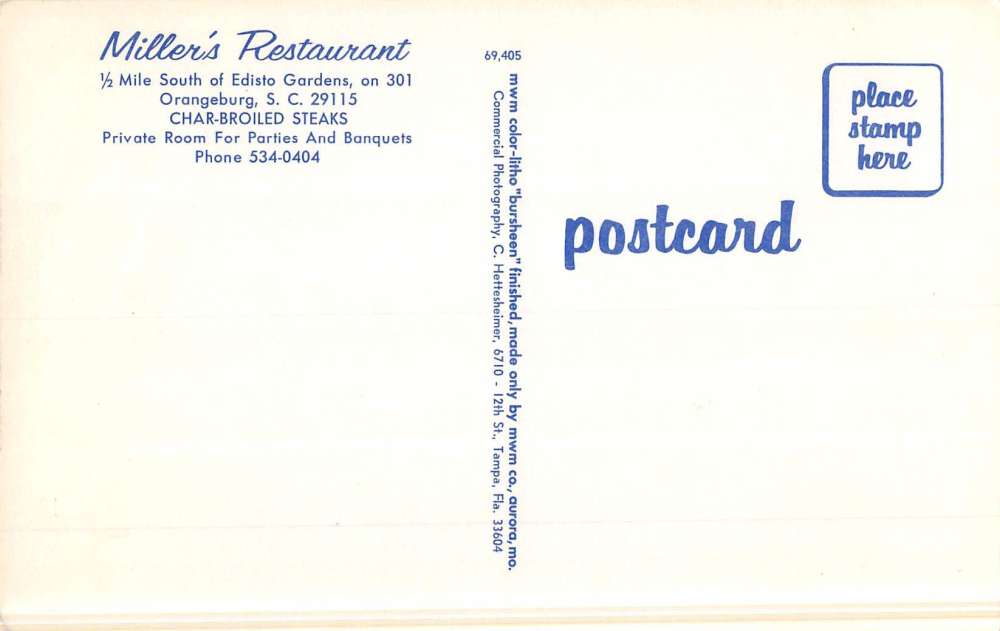 Miller's Restaurant
½ Mile South of Edisto Gardens, on 301
Orangeburg, S. C. 29115
CHAR-BROILED STEAKS
Private Room For Parties And Banquets
Phone 534-0404
69,405
mwm color-litho "bursheen" finished, made only by mwm co., aurora, mo.
Commercial Photography, C. Hettesheimer, 6710 - 12th St., Tampa, Fla. 33604
place
stamp
here
postcard